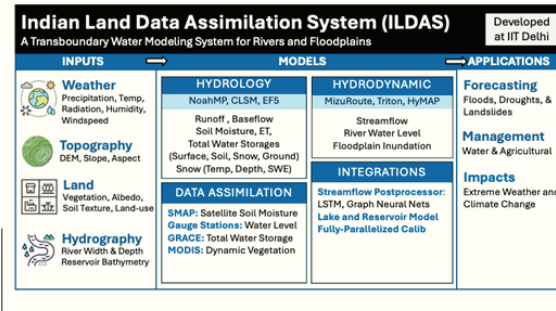 Indian Land Data Assimilation System (ILDAS)
A Transboundary Water Modeling System for Rivers and Floodplains
Developed
at IIT Delhi
INPUTS
MODELS
APPLICATIONS
Weather
Precipitation, Temp,
Radiation, Humidity,
Windspeed
Topography
DEM, Slope, Aspect
Land
Vegetation, Albedo,
Soil Texture, Land-use
Hydrography
River Width & Depth
Reservoir Bathymetry
HYDROLOGY
NoahMP, CLSM, EF5
Runoff , Baseflow
Soil Moisture, ET,
Total Water Storages
(Surface, Soil, Snow, Ground)
Snow (Temp, Depth, SWE)
DATA ASSIMILATION
SMAP: Satellite Soil Moisture
Gauge Stations: Water Level
GRACE: Total Water Storage
MODIS: Dynamic Vegetation
HYDRODYNAMIC
MizuRoute, Triton, HyMAP
Streamflow
River Water Level
Floodplain Inundation
INTEGRATIONS
Streamflow Postprocessor:
LSTM, Graph Neural Nets
Lake and Reservoir Model
Fully-Parallelized Calib
Forecasting
Floods, Droughts, &
Landslides
Management
Water & Agricultural
Impacts
Extreme Weather and
Climate Change